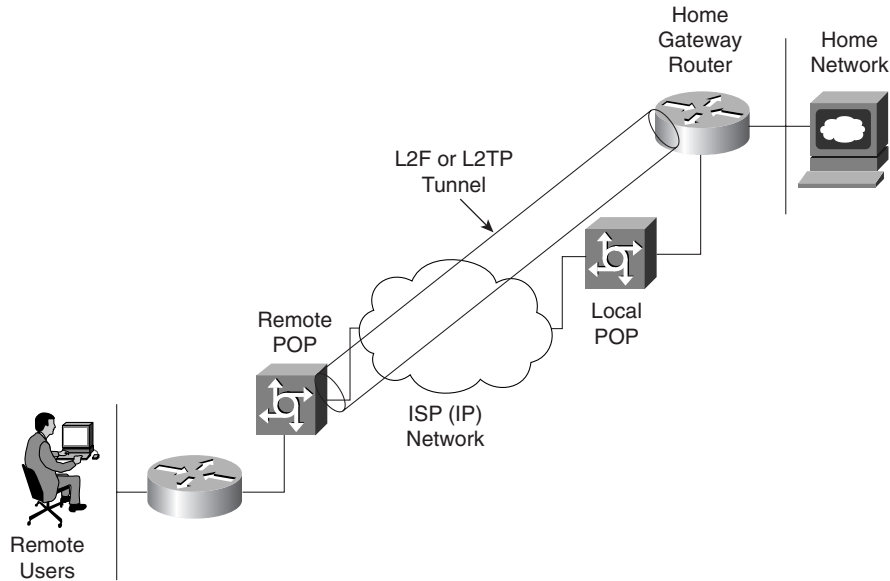 Home
Gateway
Router
Home
Network
L2F or L2TP
Tunnel
Local
POP
Remote
POP
ISP (IP)
Network
Remote
Users